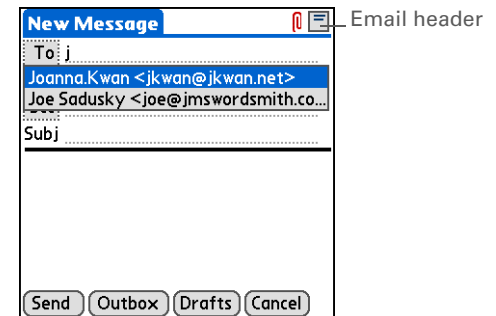 New Message
Email header
To j
Joanna.Kwan <jkwan@jkwan.net>
Joe Sadusky <joe@jmswordsmith.co...
Subj
Send Outbox Drafts Cancel